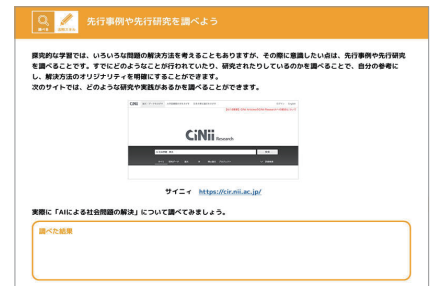 調べる
先行事例や先行研究を調べよう
探究的な学習では、いろいろな問題の解決方法を考えることもありますが、その際に意識したい点は、先行事例や先行研究
を調べることです。すでにどのようなことが行われていたり、研究されたりしているのかを調べることで、自分の参考に
し、解決方法のオリジナリティを明確にすることができます。
次のサイトでは、どのような研究や実践があるかを調べることができます。
CiNii
CiNii Research
サイニィ https://cir.nii.ac.jp/
実際に「AIによる社会問題の解決」について調べてみましょう。
調べた結果